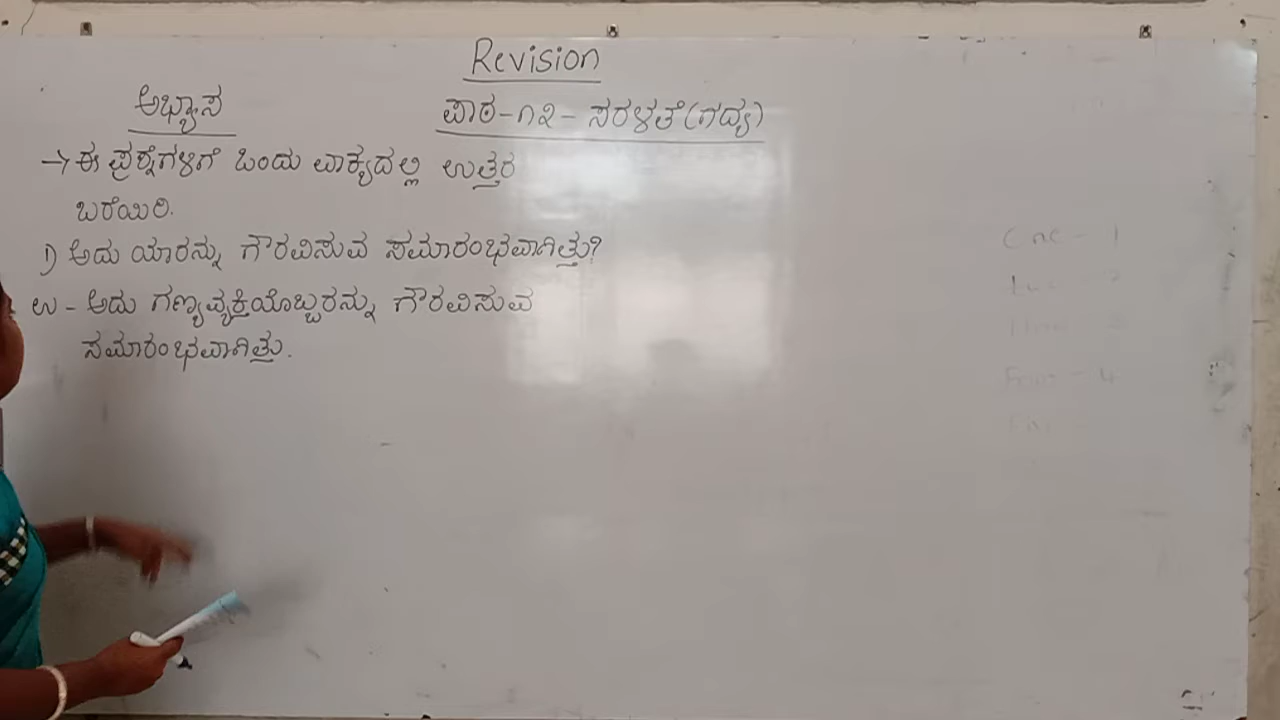 Revision
ಅಭ್ಯಾಸ
ಪಾಠ-೧೨- ಸರಳತೆ(ಗದ್ಯ)
→ ಈ ಪ್ರಶ್ನೆಗಳಿಗೆ ಒಂದು ವಾಕ್ಯದಲ್ಲಿ ಉತ್ತರ
ಬರೆಯಿರಿ.
1) ಅದು ಯಾರನ್ನು ಗೌರವಿಸುವ ಸಮಾರಂಭವಾಗಿತ್ತು?
ಉ - ಅದು ಗಣ್ಯವ್ಯಕ್ತಿಯೊಬ್ಬರನ್ನು ಗೌರವಿಸುವ
ಸಮಾರಂಭವಾಗಿತ್ತು.